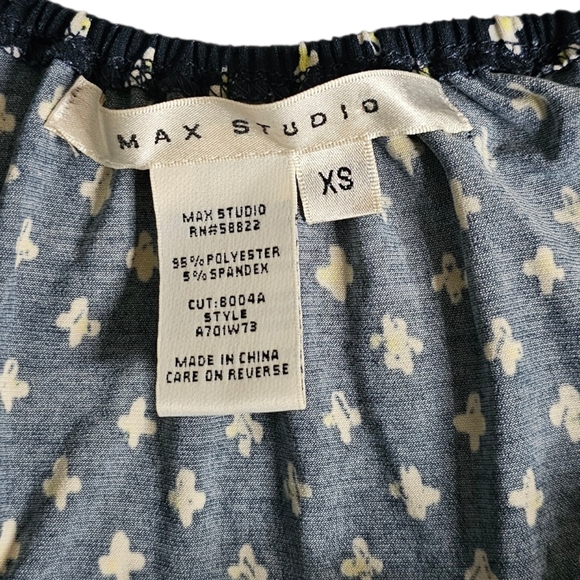 MAX STUDIO
XS
MAX STUDIO
RN#58822
95% POLYESTER
5% SPANDEX
CUT:8004A
STYLE
A701W73
MADE IN CHINA
CARE ON REVERSE